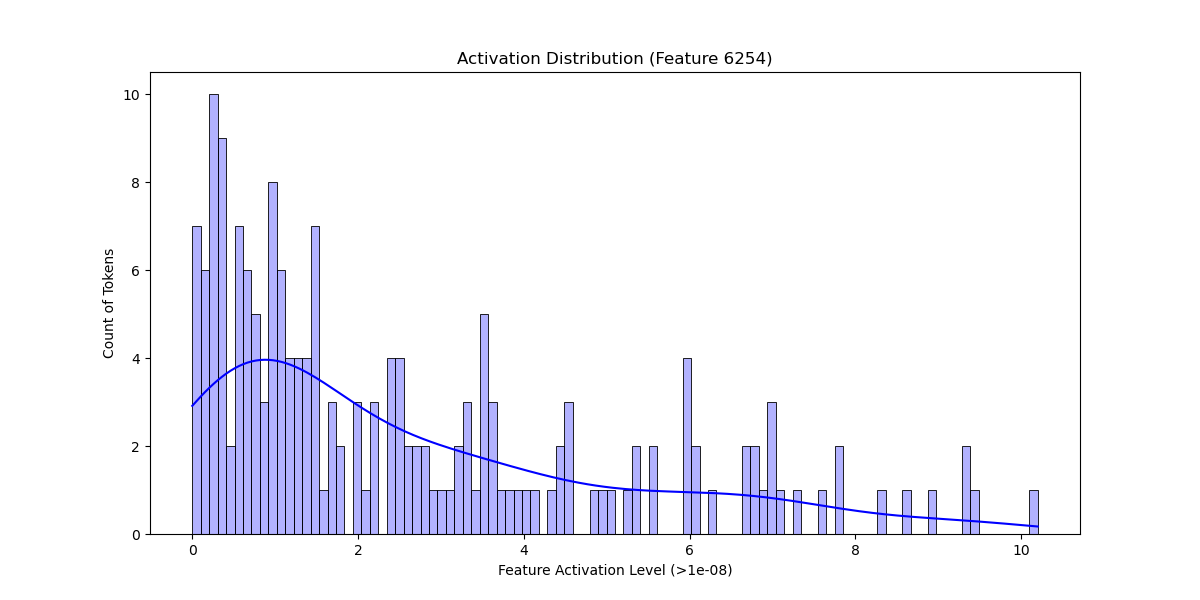 Activation Distribution (Feature 6254)
10
8
6
4
2
0
Count of Tokens
0 2 4 6 8 10
Feature Activation Level (>1e-08)